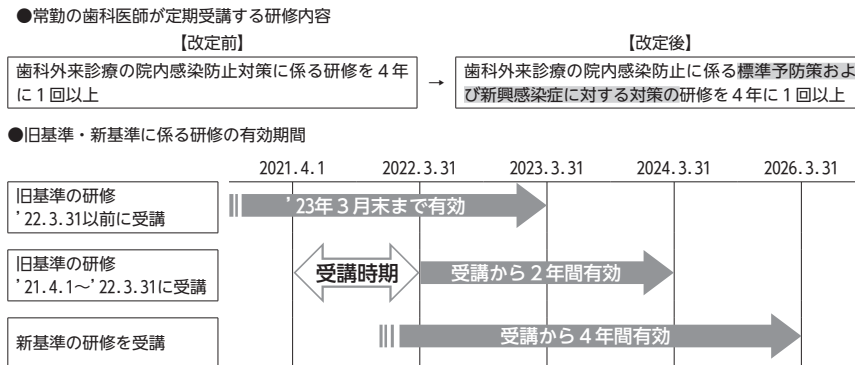 ●常勤の歯科医師が定期受講する研修内容
【改定前】
【改定後】
歯科外来診療の院内感染防止対策に係る研修を４年
に１回以上
→
歯科外来診療の院内感染防止に係る標準予防策およ
び新興感染症に対する対策の研修を４年に１回以上
●旧基準・新基準に係る研修の有効期間
2021.4.1 2022.3.31 2023.3.31 2024.3.31 2026.3.31
旧基準の研修
’22.3.31以前に受講
’23年３月末まで有効
旧基準の研修
’21.4.1～’22.3.31に受講
受講時期
受講から２年間有効
新基準の研修を受講
受講から４年間有効